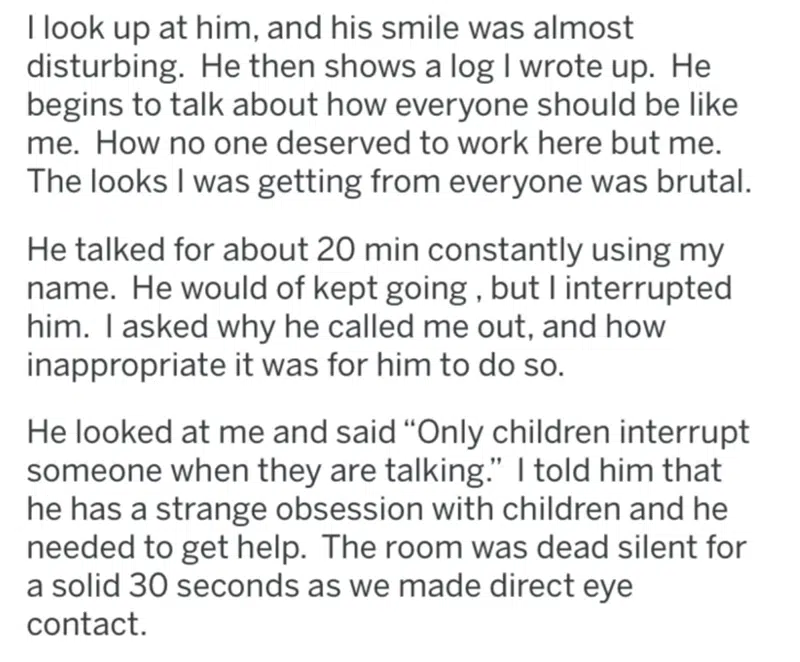 I look up at him, and his smile was almost
disturbing.  He then shows a log I wrote up.  He
begins to talk about how everyone should be like
me.  How no one deserved to work here but me.
The looks I was getting from everyone was brutal.
He talked for about 20 min constantly using my
name.  He would of kept going , but I interrupted
him.  I asked why he called me out, and how
inappropriate it was for him to do so.
He looked at me and said “Only children interrupt
someone when they are talking.”  I told him that
he has a strange obsession with children and he
needed to get help.  The room was dead silent for
a solid 30 seconds as we made direct eye
contact.